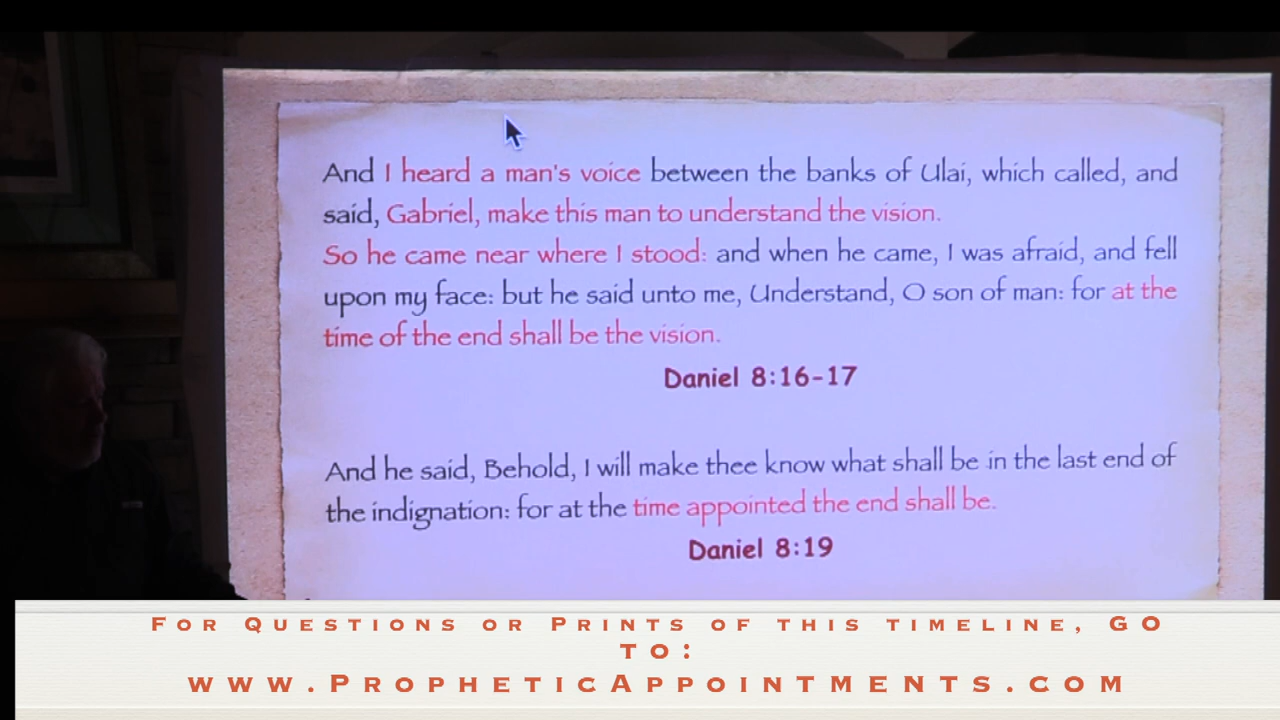 And I heard a man's voice between the banks of Ulai, which called, and
said, Gabriel, make this man to understand the vision.
So he came near where I stood: and when he came, I was afraid, and fell
upon my face: but he said unto me, Understand, O son of man: for at the
time of the end shall be the vision.
Daniel 8:16-17
And he said, Behold, I will make thee know what shall be in the last end of
the indignation: for at the time appointed the end shall be.
Daniel 8:19
For Questions or Prints of this timeline, GO
TO:
www.PropheticAppointments.com